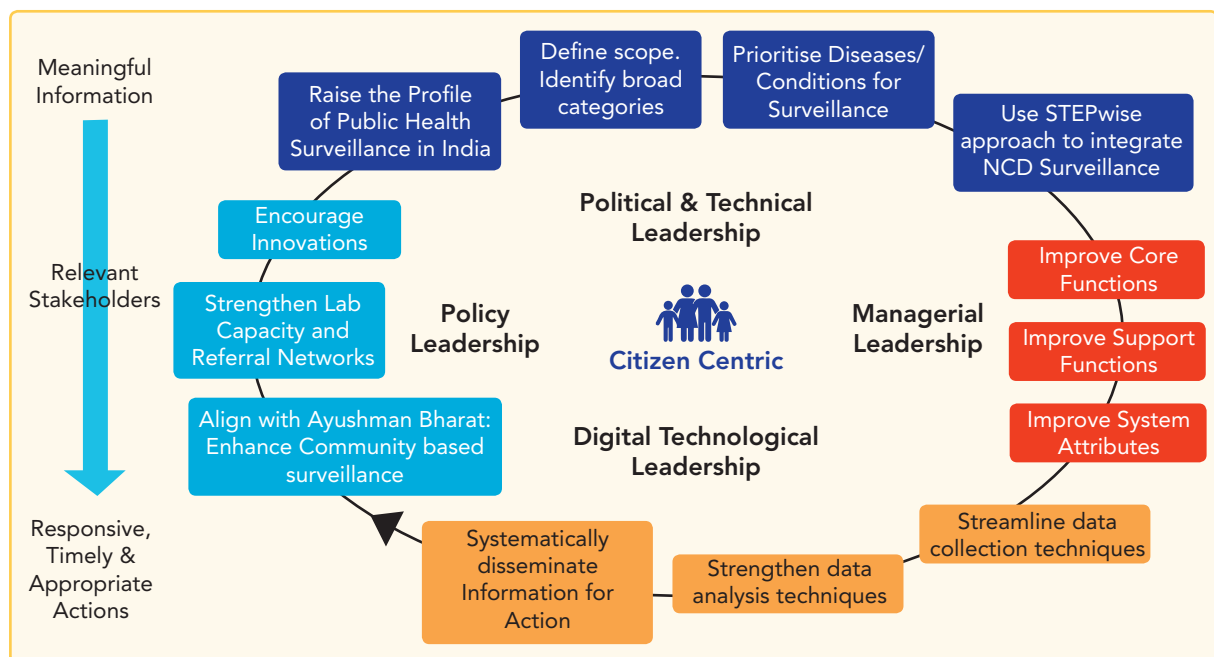 Meaningful
Information
Relevant
Stakeholders
Responsive,
Timely &
Appropriate
Actions
Raise the Profile
of Public Health
Surveillance in India
Define scope.
Identify broad
categories
Prioritise Diseases/
Conditions for
Surveillance
Use STEPwise
approach to integrate
NCD Surveillance
Improve Core
Functions
Improve Support
Functions
Improve System
Attributes
Streamline data
collection techniques
Strengthen data
analysis techniques
Systematically
disseminate
Information for
Action
Align with Ayushman Bharat:
Enhance Community based
surveillance
Strengthen Lab
Capacity and
Referral Networks
Encourage
Innovations
Political & Technical
Leadership
Policy
Leadership
Citizen Centric
Managerial
Leadership
Digital Technological
Leadership